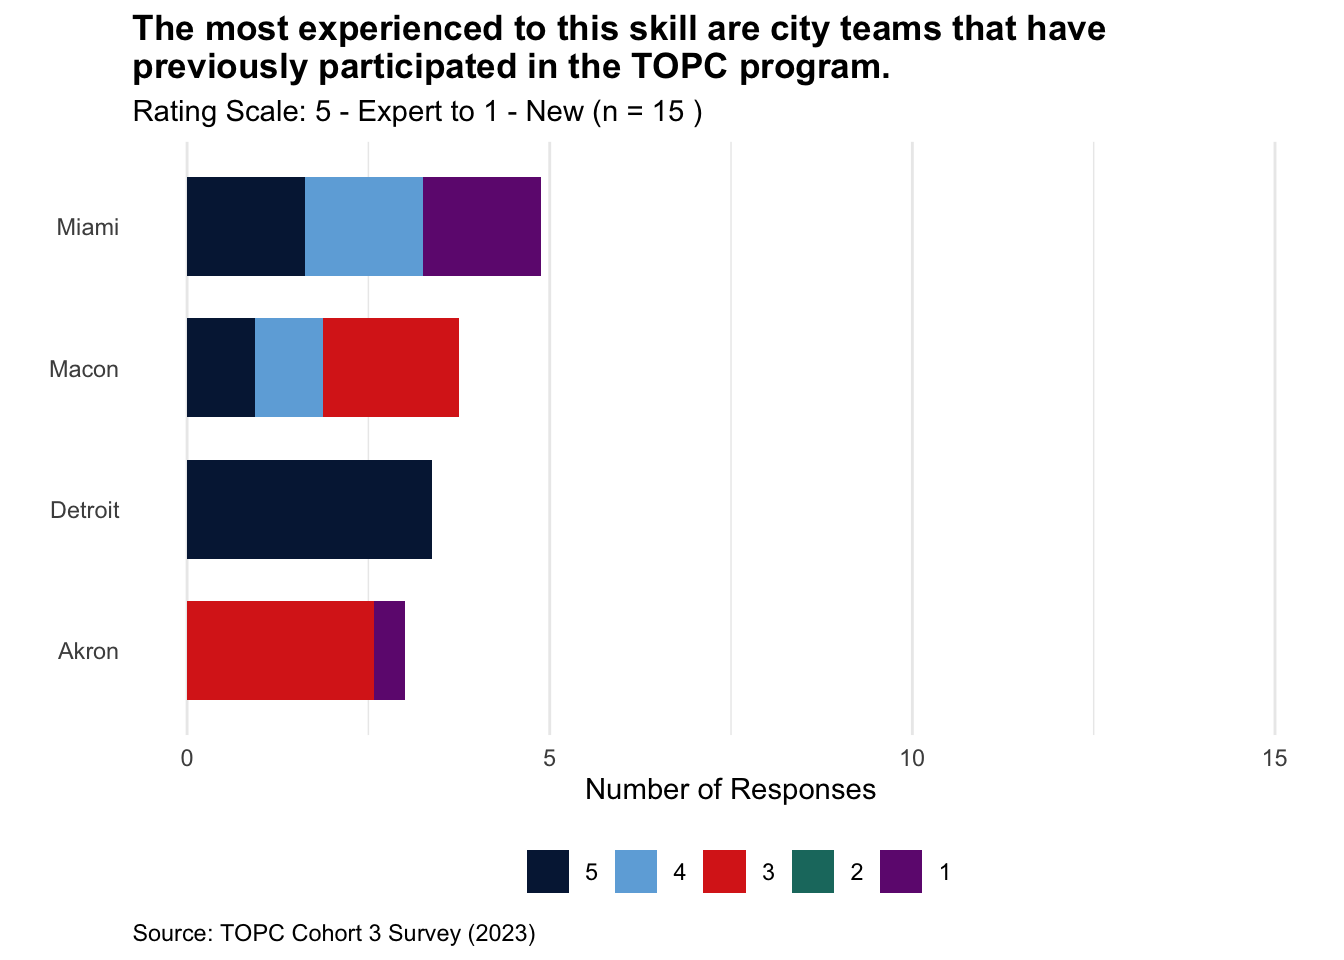 The most experienced to this skill are city teams that have
previously participated in the TOPC program.
Rating Scale: 5 - Expert to 1 - New (n = 15 )
Miami
Macon
Detroit
Akron
0 5 10 15
Number of Responses
5 4 3 2 1
Source: TOPC Cohort 3 Survey (2023)